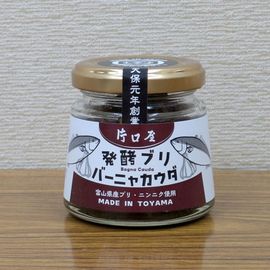 天保元年創業
片口屋
発酵ブリ
Bagna Cauda
バーニャカウダ
富山県産ブリ・ニンニク使用
MADE IN TOYAMA